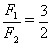 F₁/F₂ = 3/2